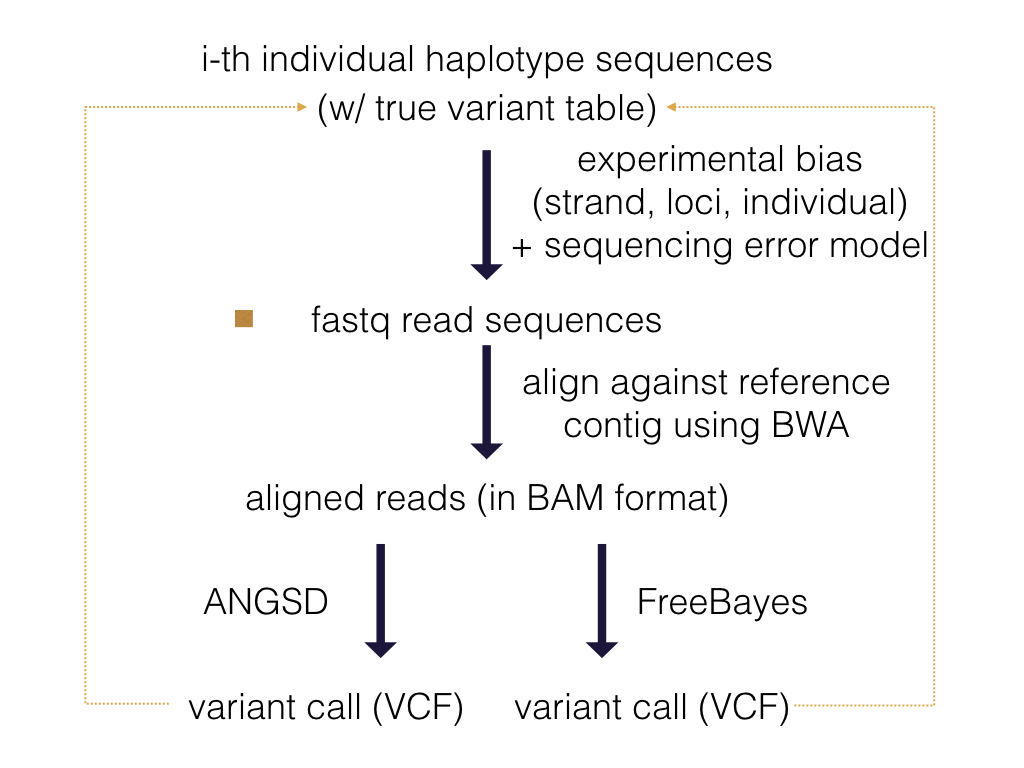 i-th individual haplotype sequences
(w/ true variant table)
experimental bias
(strand, loci, individual)
+ sequencing error model
fastq read sequences
align against reference
contig using BWA
aligned reads (in BAM format)
ANGSD
FreeBayes
variant call (VCF)
variant call (VCF)